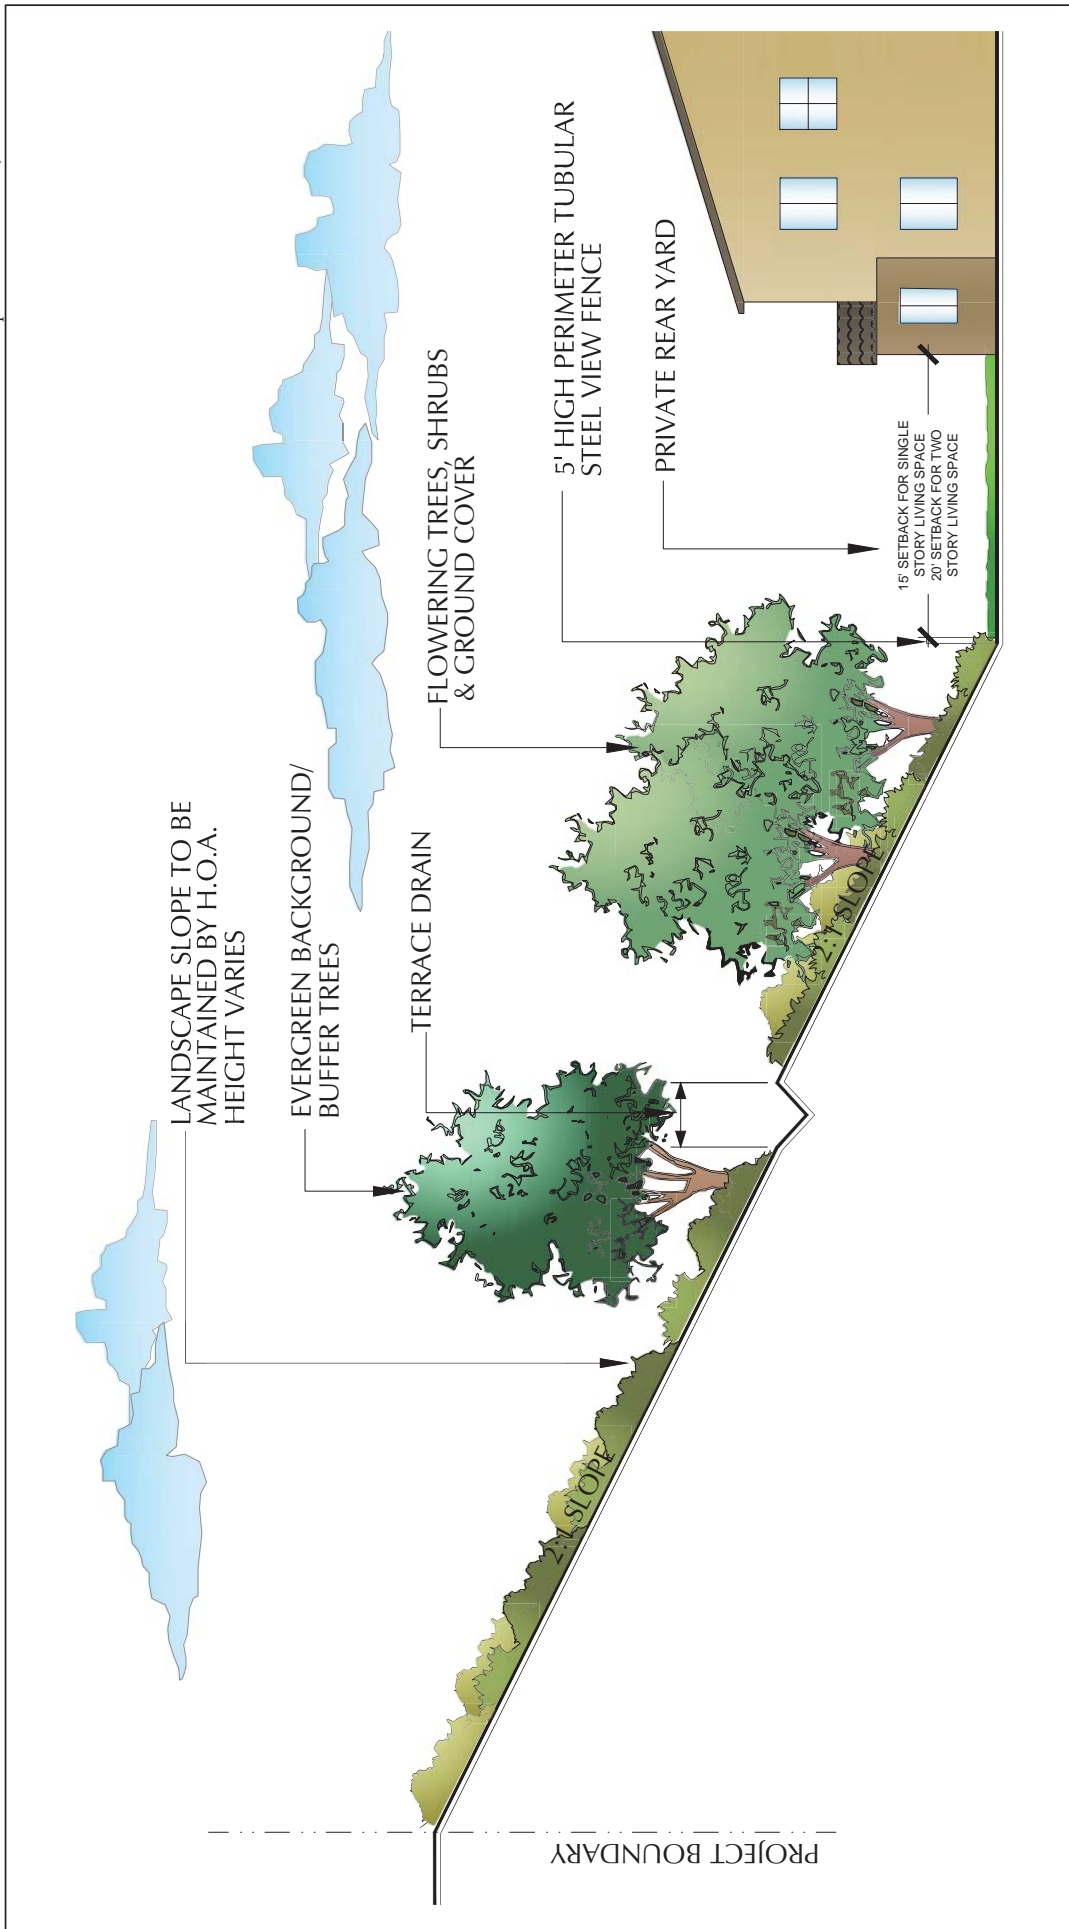 LANDSCAPE SLOPE TO BE
MAINTAINED BY H.O.A.
HEIGHT VARIES
EVERGREEN BACKGROUND/
BUFFER TREES
TERRACE DRAIN
FLOWERING TREES, SHRUBS
& GROUND COVER
5' HIGH PERIMETER TUBULAR
STEEL VIEW FENCE
PRIVATE REAR YARD
15' SETBACK FOR SINGLE
STORY LIVING SPACE
20' SETBACK FOR TWO
STORY LIVING SPACE
2:1 SLOPE
2:1 SLOPE
PROJECT BOUNDARY